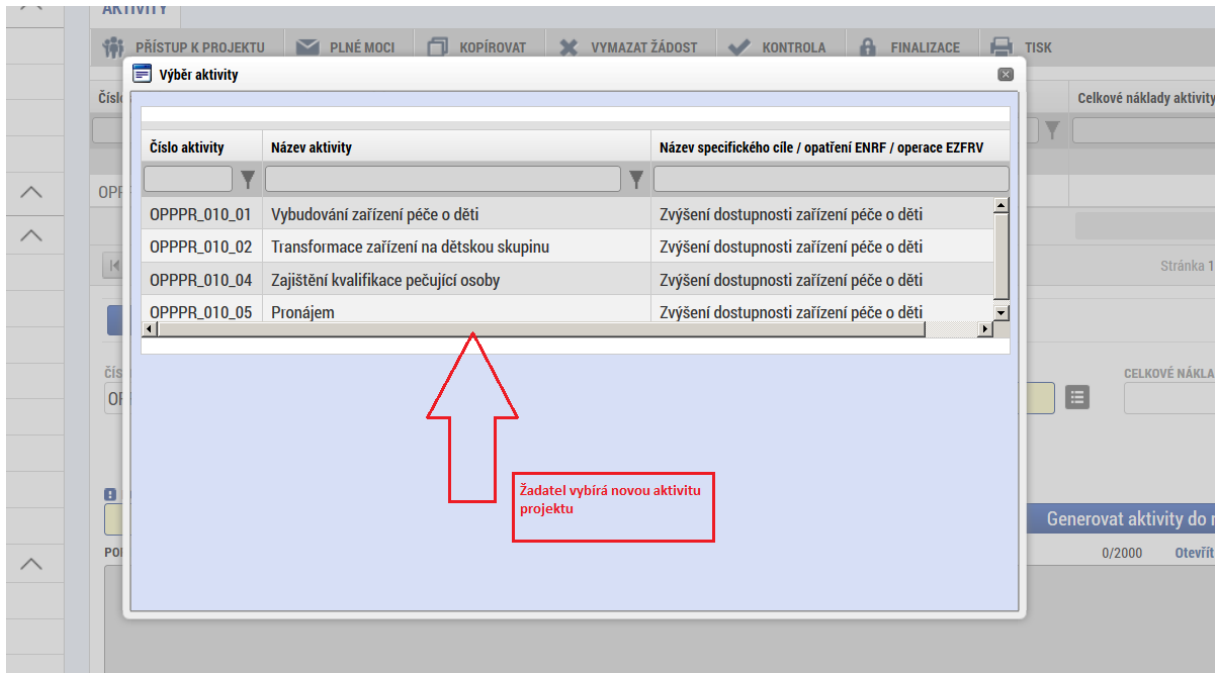 AKTIVITY
PŘÍSTUP K PROJEKTU PLNÉ MOCI KOPÍROVAT VYMAZAT ŽÁDOST KONTROLA FINALIZACE TISK
Výběr aktivity
Celkové náklady aktivity
Číslo aktivity Název aktivity Název specifického cíle / opatření ENRF / operace EZFRV
OPPPR_010_01 Vybudování zařízení péče o děti Zvýšení dostupnosti zařízení péče o děti
OPPPR_010_02 Transformace zařízení na dětskou skupinu Zvýšení dostupnosti zařízení péče o děti
OPPPR_010_04 Zajištění kvalifikace pečující osoby Zvýšení dostupnosti zařízení péče o děti
OPPPR_010_05 Pronájem Zvýšení dostupnosti zařízení péče o děti
Stránka 1
CELKOVÉ NÁKLA
Žadatel vybírá novou aktivitu
projektu
Generovat aktivity do
0/2000 Otevřít